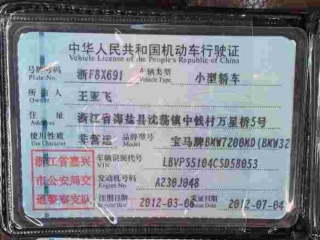 中华人民共和国机动车行驶证
Vehicle License of the People's Republic of China
号牌号码 浙F8X691 车辆类型 小型轿车
Plate No. Vehicle Type
所有人 王亚飞
Owner
住址 浙江省海盐县沈荡镇中钱村万星桥5号
Address
使用性质 非营运 品牌型号 宝马牌BMW7200MD(BMW32
Use Character Model
浙江省嘉兴 车辆识别代号 LBVP55104CSD58053
VIN
市公安局交 发动机号码 A230J048
Engine No.
通警察支队 注册日期 2012-03-06 2012-07-04
Register Date Issue Date